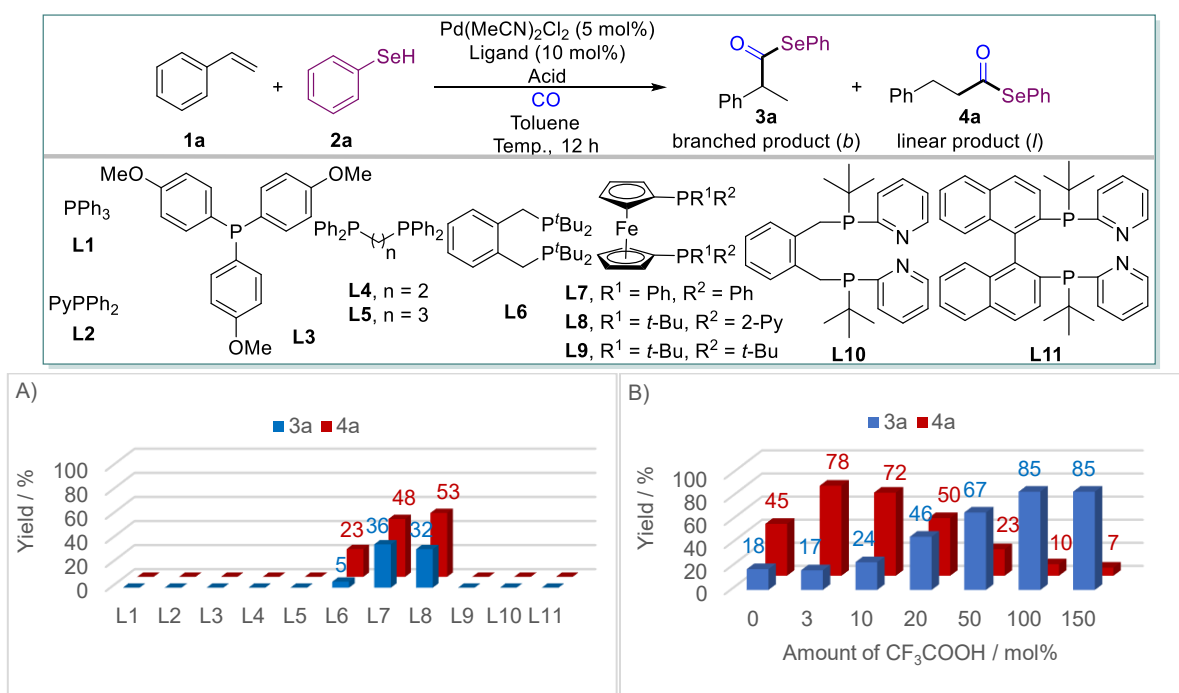 Pd(MeCN)2Cl2 (5 mol%)
Ligand (10 mol%)
Acid
CO
Toluene
Temp., 12 h
SeH
+
O
SePh
Ph
+
O
Ph
SePh
1a
2a
3a
4a
branched product (b)
linear product (l)
PPh3
L1
PyPPh2
L2
MeO
OMe
P
OMe
L3
Ph2P
PPh2
n
L4, n = 2
L5, n = 3
PtBu2
PtBu2
L6
PR1R2
Fe
PR1R2
L7, R1 = Ph, R2 = Ph
L8, R1 = t-Bu, R2 = 2-Py
L9, R1 = t-Bu, R2 = t-Bu
P
N
P
N
L10
P
N
P
N
L11
A)
3a 4a
Yield / %
100
80
60
40
20
0
5
23
36
48
32
53
L1 L2 L3 L4 L5 L6 L7 L8 L9 L10 L11
B)
3a 4a
Yield / %
100
80
60
40
20
0
18
45
17
78
24
72
46
50
67
23
85
10
85
7
0 3 10 20 50 100 150
Amount of CF3COOH / mol%